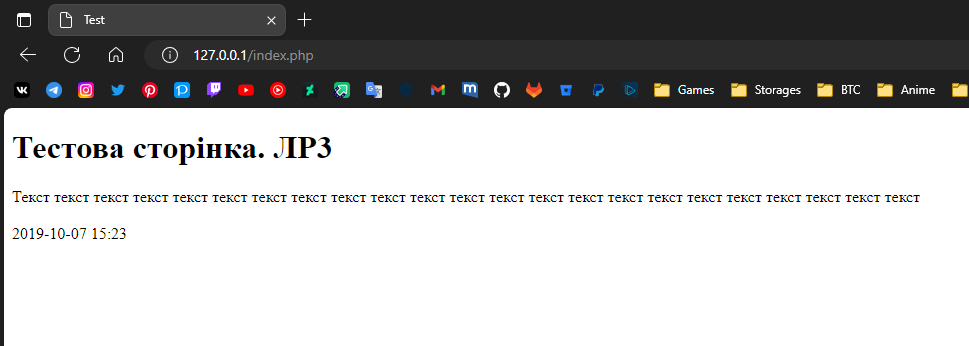 Test
127.0.0.1/index.php
Games Storages BTC Anime
Тестова сторінка. ЛР3
Текст текст текст текст текст текст текст текст текст текст текст текст текст текст текст текст текст текст текст текст текст текст текст
2019-10-07 15:23